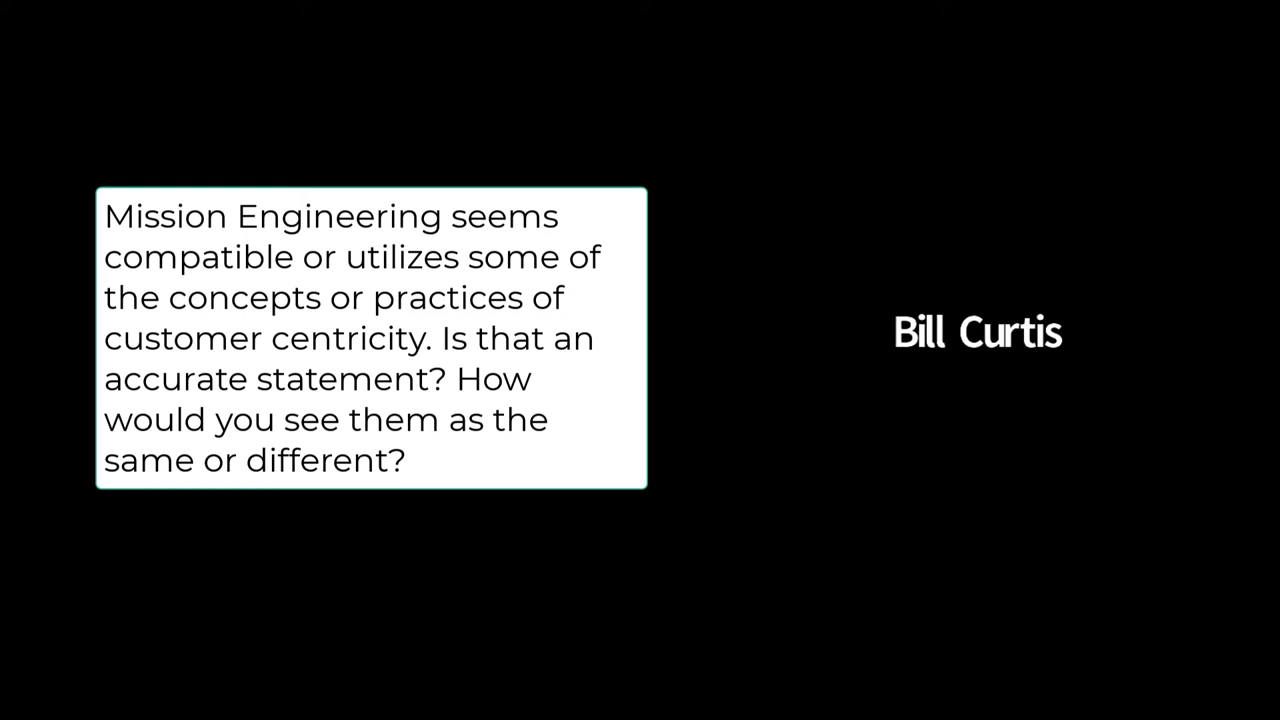 Mission Engineering seems
compatible or utilizes some of
the concepts or practices of
customer centricity. Is that an
accurate statement? How
would you see them as the
same or different?
Bill Curtis